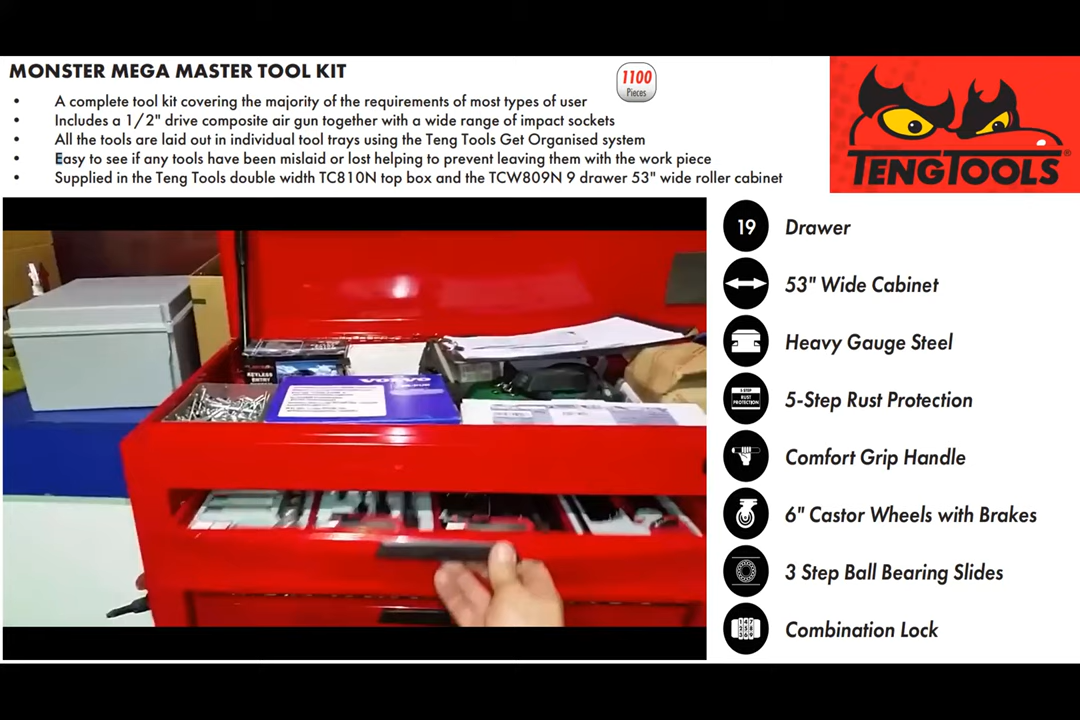 MONSTER MEGA MASTER TOOL KIT
1100
Pieces
• A complete tool kit covering the majority of the requirements of most types of user
• Includes a 1/2" drive composite air gun together with a wide range of impact sockets
• All the tools are laid out in individual tool trays using the Teng Tools Get Organised system
• Easy to see if any tools have been mislaid or lost helping to prevent leaving them with the work piece
• Supplied in the Teng Tools double width TC810N top box and the TCW809N 9 drawer 53" wide roller cabinet
TENGTOOLS®
19 Drawer
53" Wide Cabinet
Heavy Gauge Steel
5 STEP
RUST
PROTECTION
5-Step Rust Protection
Comfort Grip Handle
6" Castor Wheels with Brakes
3 Step Ball Bearing Slides
Combination Lock
KEYLESS
ENTRY
VOLVO